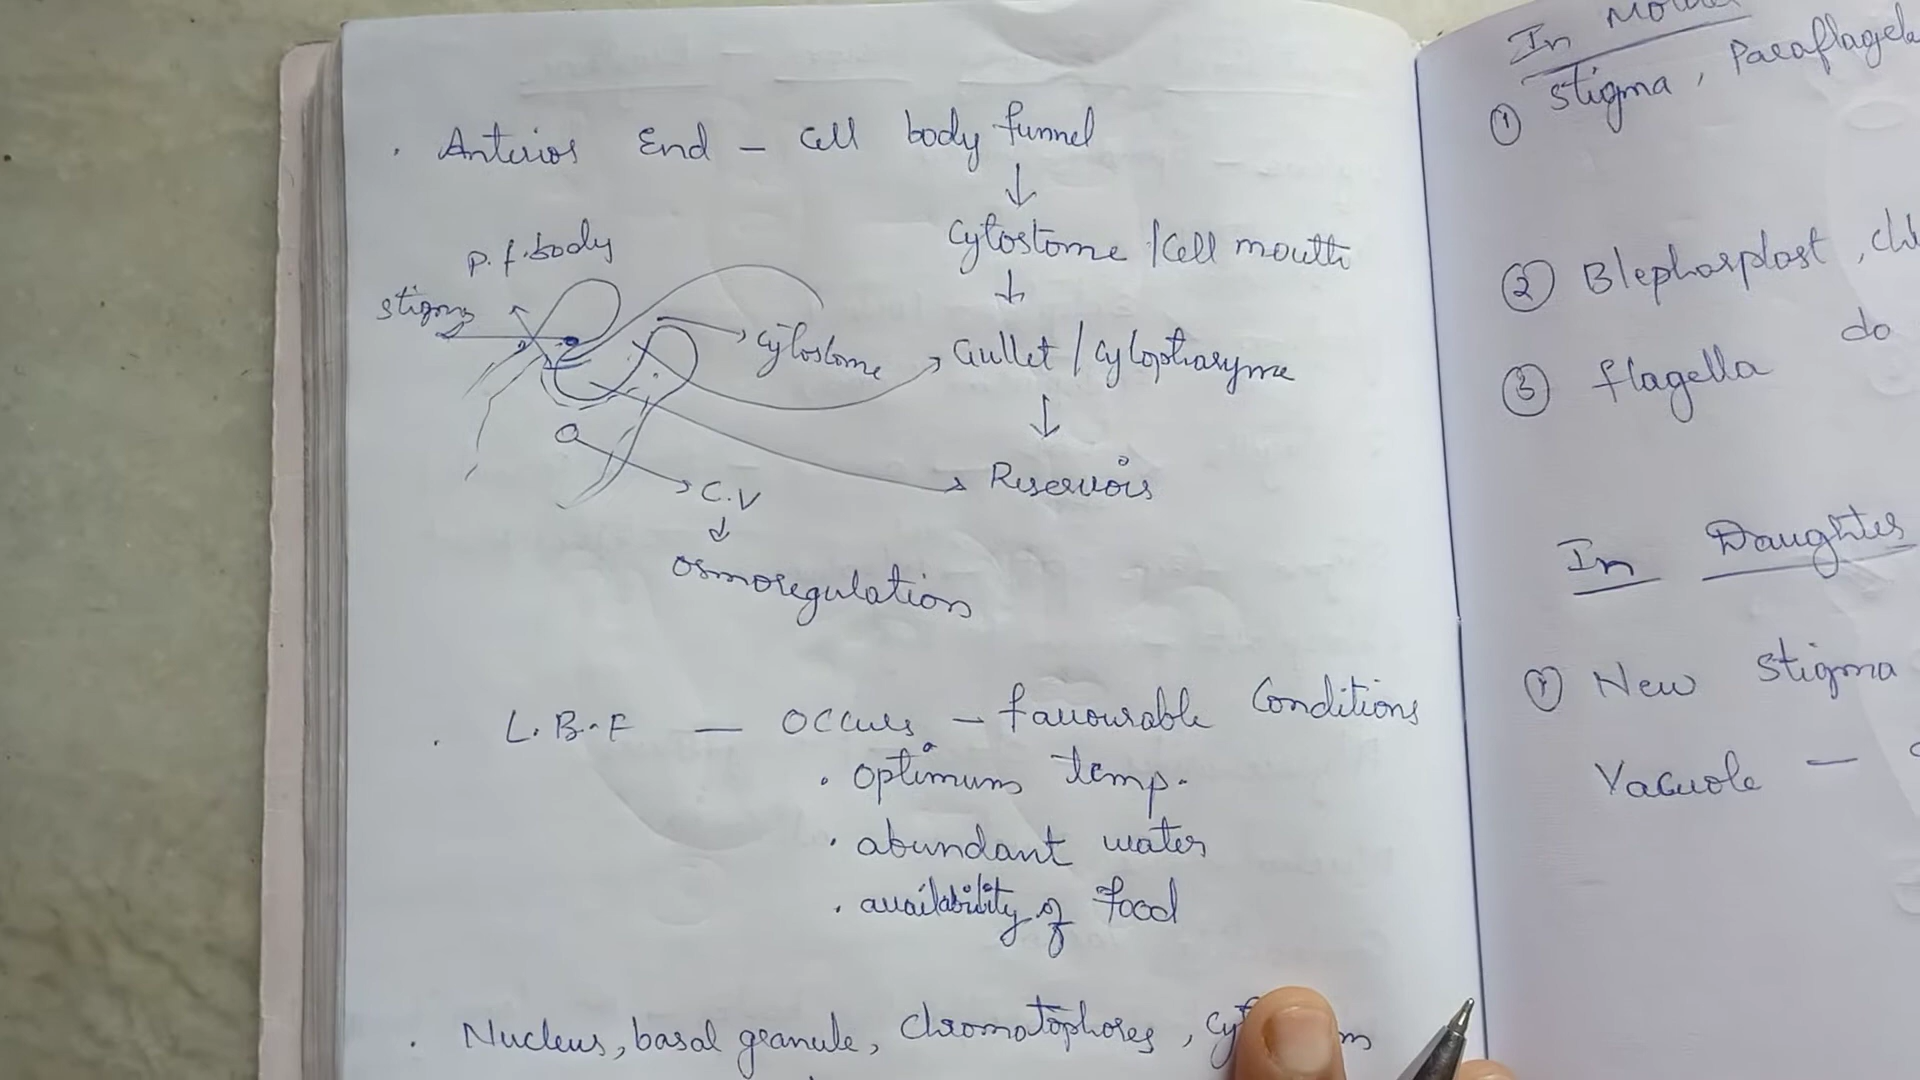 . Anterior End – Cell body funnel
↓
Cytostome / Cell mouth
↓
P.f.body
stigma
→ Cytostome
→ Gullet / Cytopharynx
↓
→ Reservoir
→ C.V
↓
Osmoregulation
. L.B.F — Occurs – favourable Conditions
. optimum temp.
. abundant water
. availability of food
. Nucleus, basal granule, Chromatophores,
In
① Stigma, Paraflagel
② Blepharplast,
do
③ flagella
In Daughter
① New Stigma
Vacuole —